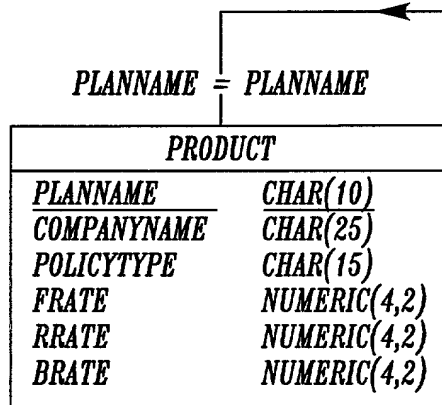 PLANNAME = PLANNAME
PRODUCT
PLANNAME CHAR(10)
COMPANYNAME CHAR(25)
POLICYTYPE CHAR(15)
FRATE NUMERIC(4,2)
RRATE NUMERIC(4,2)
BRATE NUMERIC(4,2)